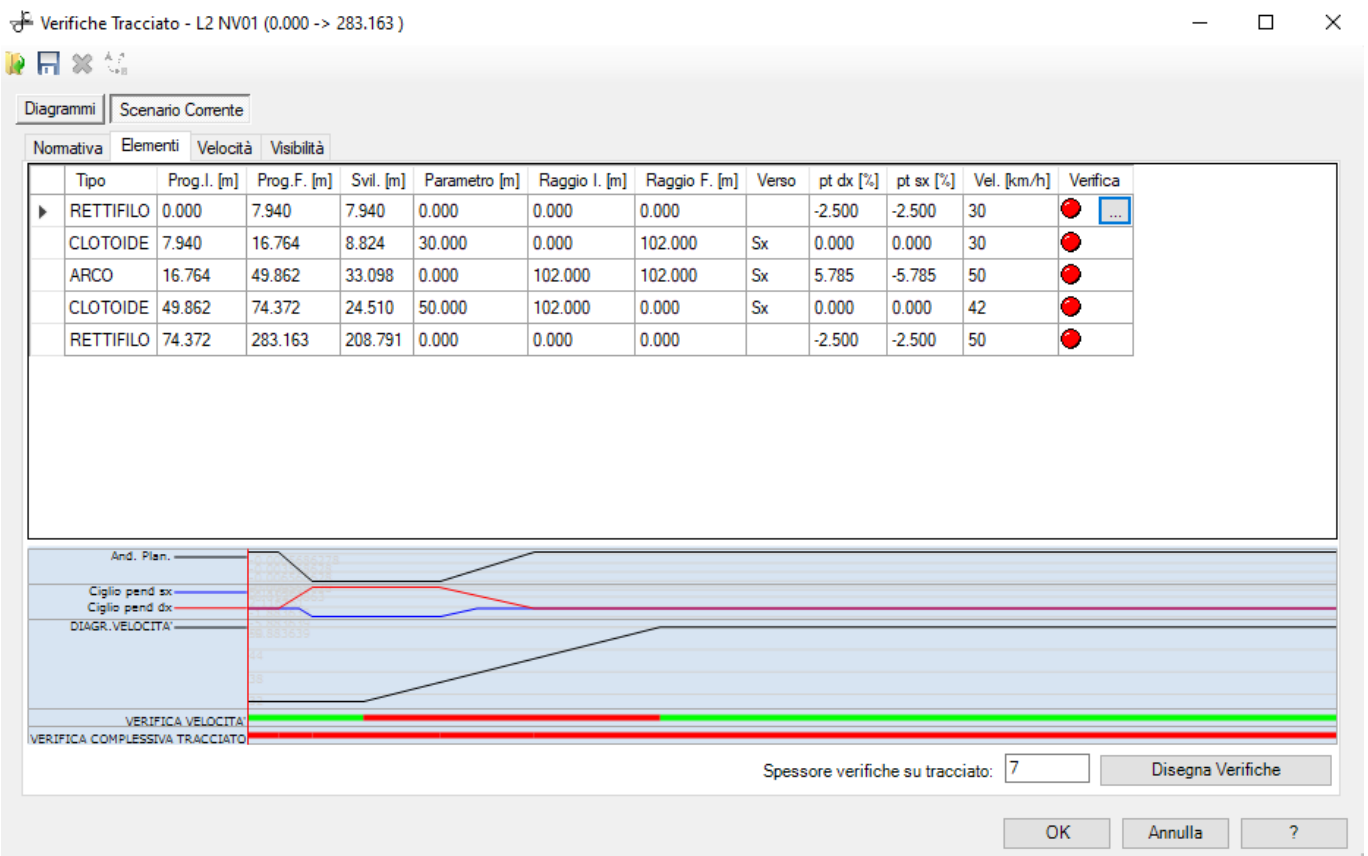 Verifiche Tracciato - L2 NV01 (0.000 -> 283.163 )
Diagrammi Scenario Corrente
Normativa Elementi Velocità Visibilità
Tipo Prog.I. [m] Prog.F. [m] Svil. [m] Parametro [m] Raggio I. [m] Raggio F. [m] Verso pt dx [%] pt sx [%] Vel. [km/h] Verifica
RETTIFILO 0.000 7.940 7.940 0.000 0.000 0.000 -2.500 -2.500 30 ...
CLOTOIDE 7.940 16.764 8.824 30.000 0.000 102.000 Sx 0.000 0.000 30
ARCO 16.764 49.862 33.098 0.000 102.000 102.000 Sx 5.785 -5.785 50
CLOTOIDE 49.862 74.372 24.510 50.000 102.000 0.000 Sx 0.000 0.000 42
RETTIFILO 74.372 283.163 208.791 0.000 0.000 0.000 -2.500 -2.500 50
And. Plan.
Ciglio pend sx
Ciglio pend dx
DIAGR.VELOCITA'
44
38
VERIFICA VELOCITA'
VERIFICA COMPLESSIVA TRACCIATO
Spessore verifiche su tracciato: 7 Disegna Verifiche
OK Annulla ?